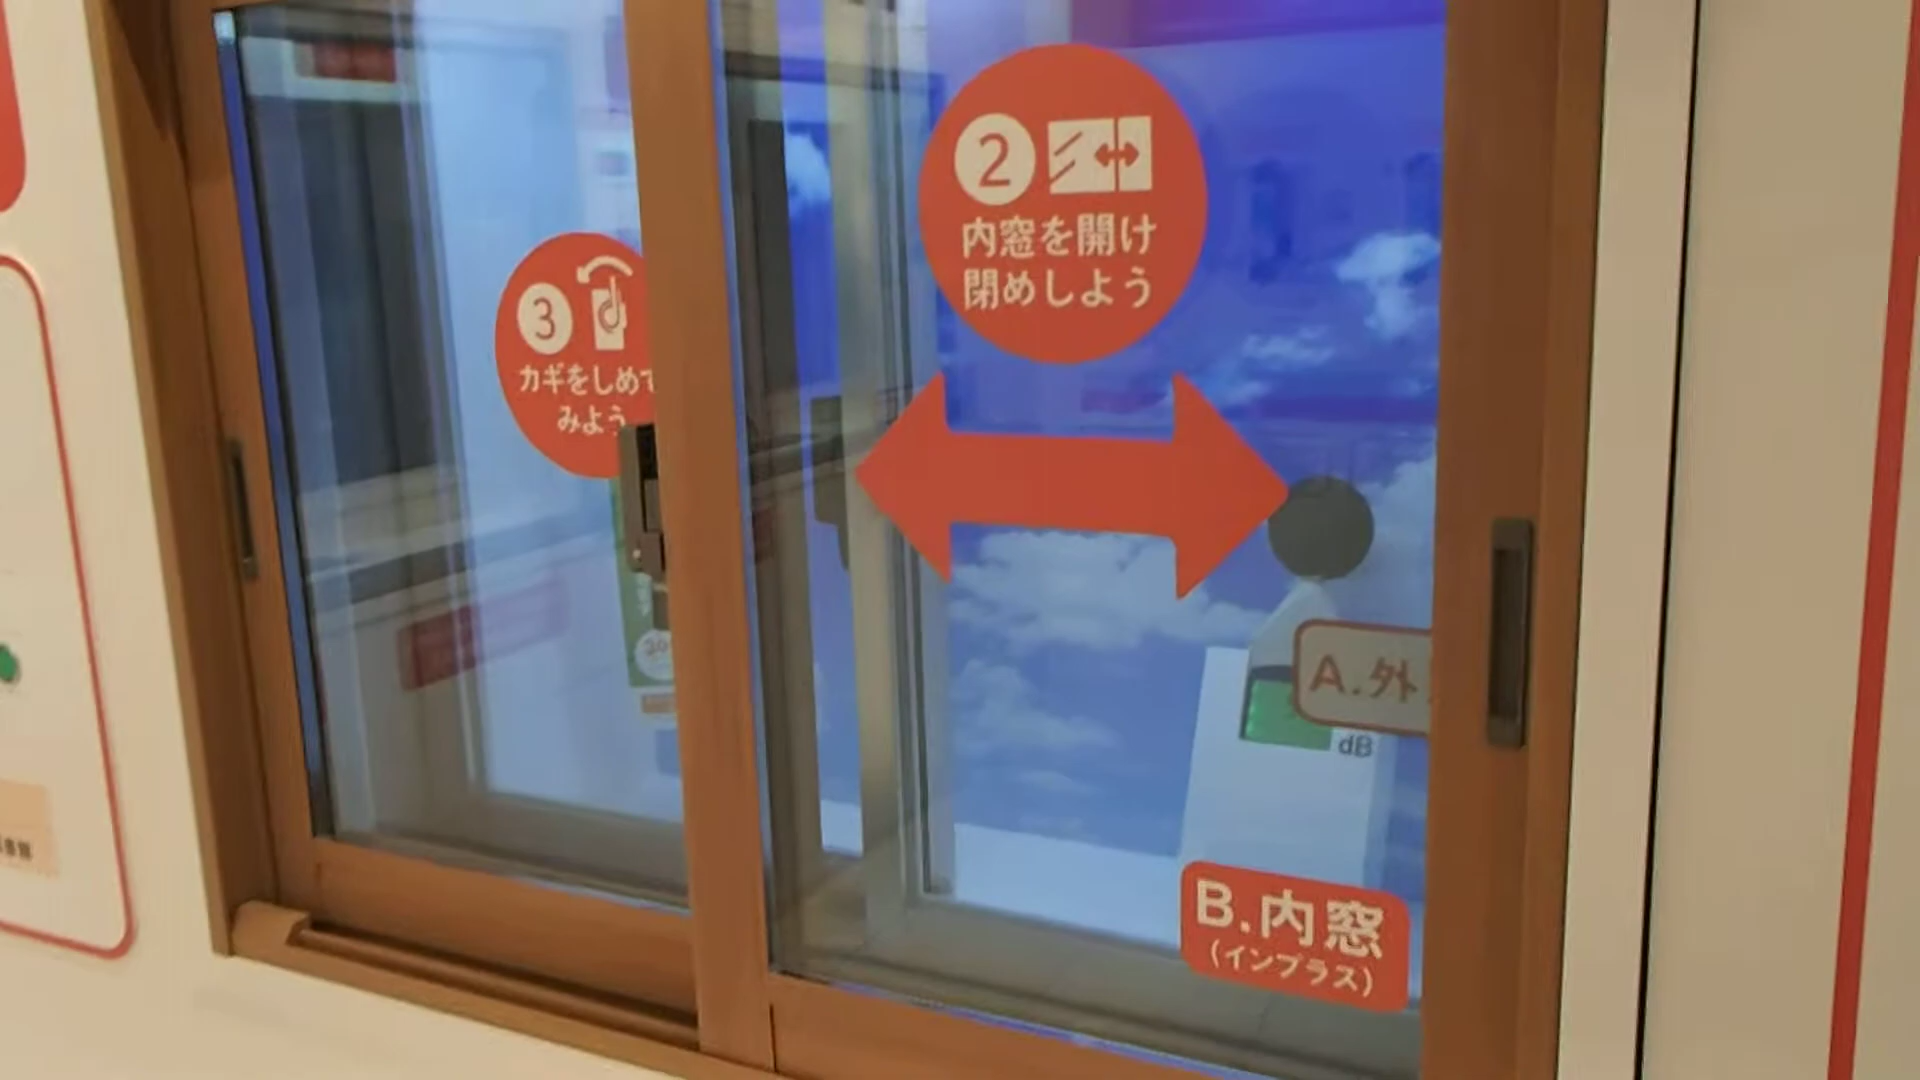 2
内窓を開け
閉めしよう
3
カギをしめて
みよう
A.外
dB
B.内窓
(インプラス)